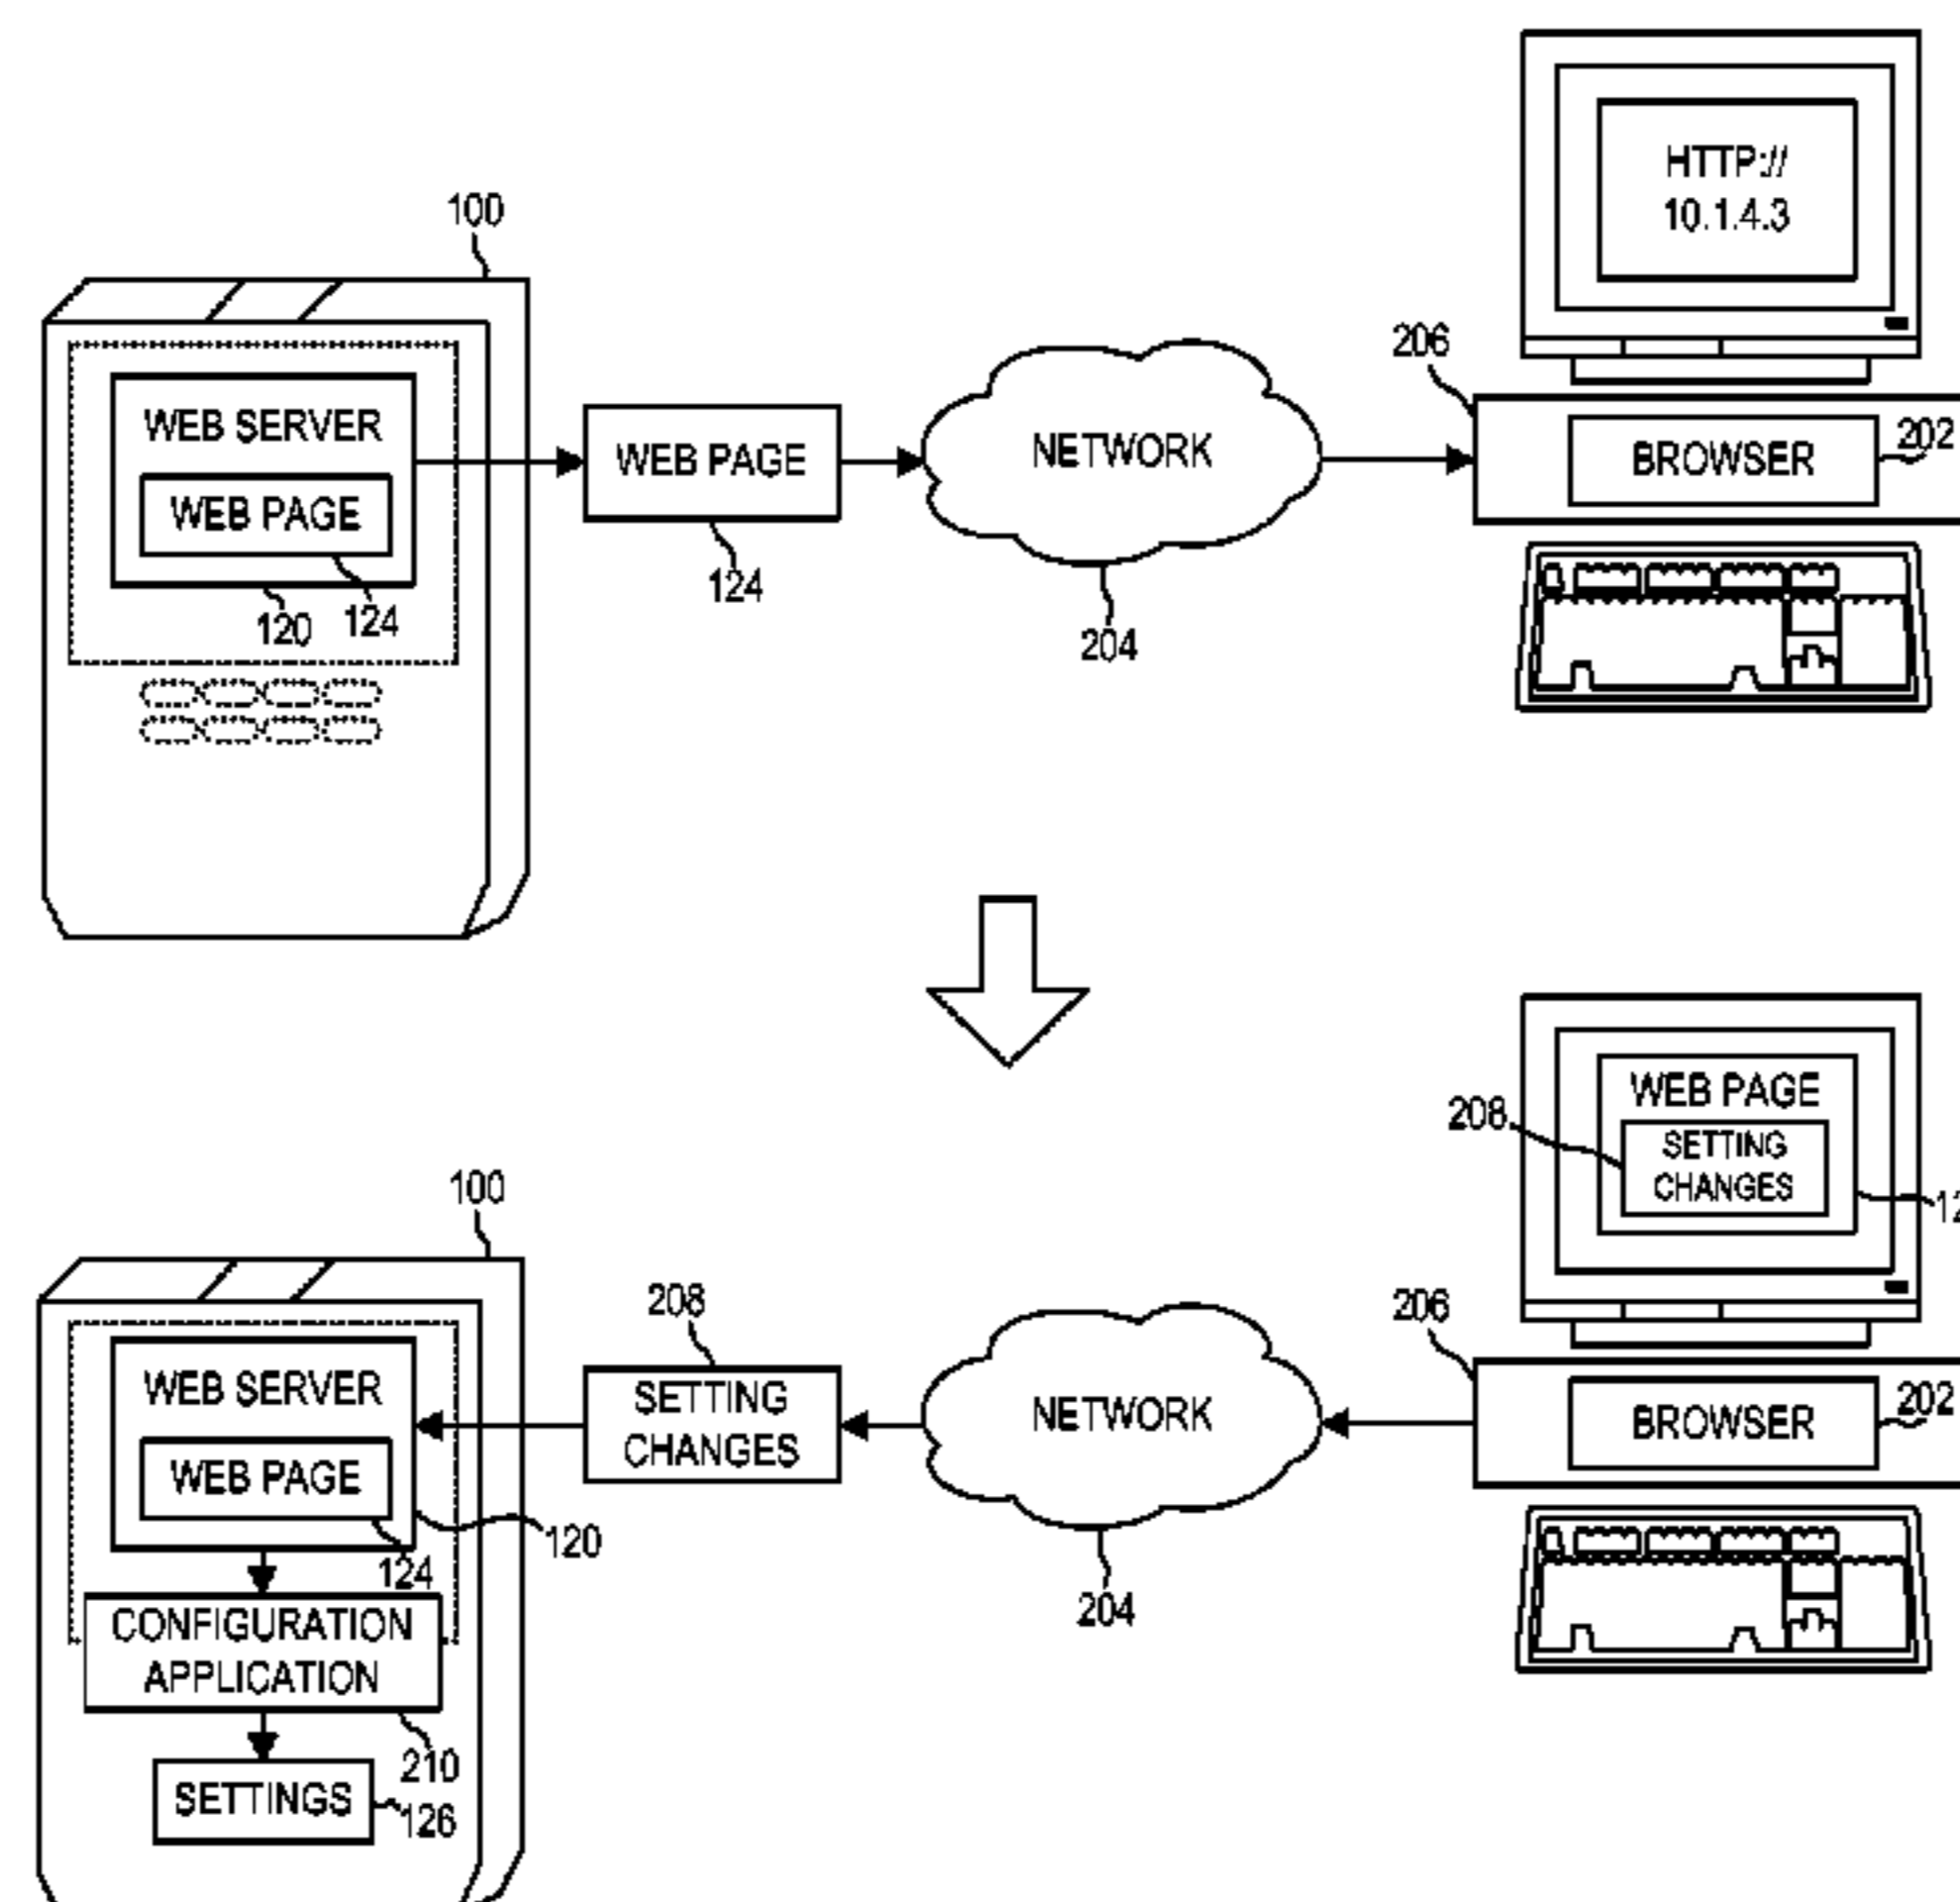 HTTP://
10.1.4.3
100
206
WEB SERVER
WEB PAGE
NETWORK
202
BROWSER
WEB PAGE
124
120
124
204
WEB PAGE
208
SETTING
CHANGES
100
208
206
WEB SERVER
SETTING
CHANGES
NETWORK
202
BROWSER
WEB PAGE
120
124
204
CONFIGURATION
APPLICATION
210
SETTINGS
126